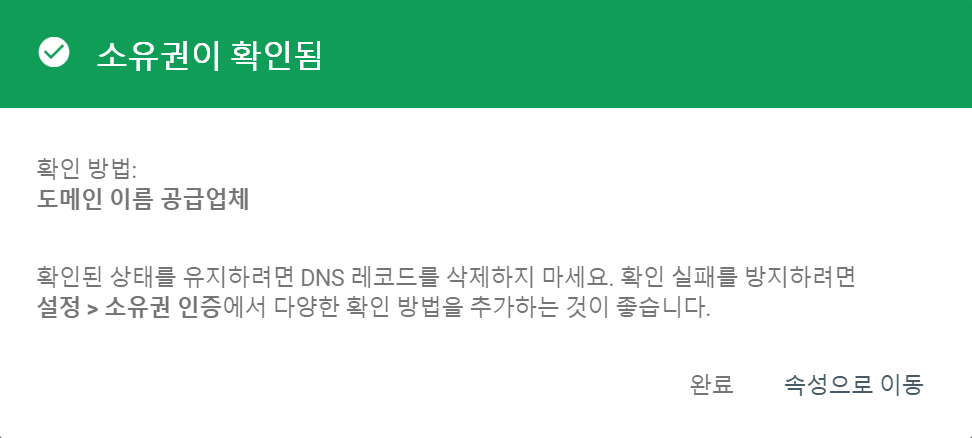 소유권이 확인됨
확인 방법:
도메인 이름 공급업체
확인된 상태를 유지하려면 DNS 레코드를 삭제하지 마세요. 확인 실패를 방지하려면
설정 > 소유권 인증에서 다양한 확인 방법을 추가하는 것이 좋습니다.
완료 속성으로 이동